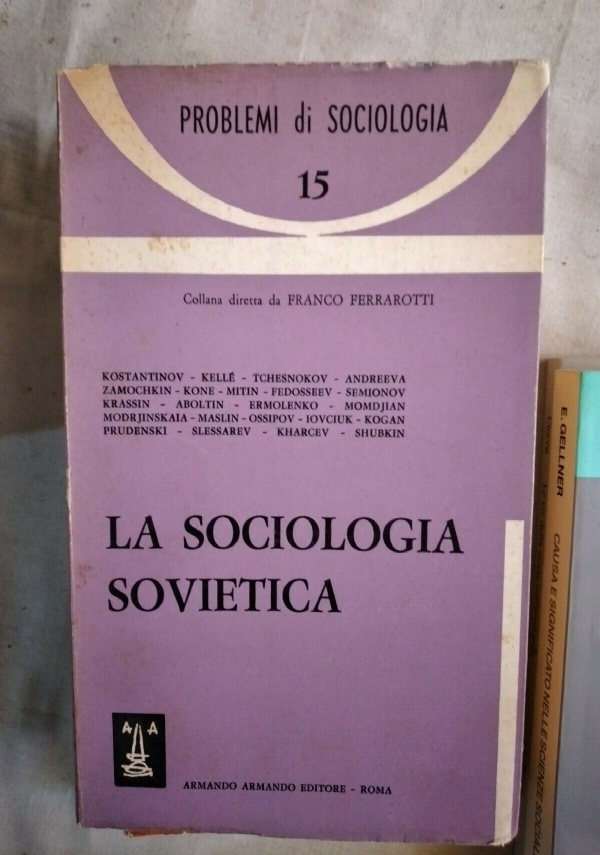 PROBLEMI di SOCIOLOGIA
15
Collana diretta da FRANCO FERRAROTTI
KOSTANTINOV - KELLÉ - TCHESNOKOV - ANDREEVA
ZAMOCHKIN - KONE - MITIN - FEDOSSEEV - SEMIONOV
KRASSIN - ABOLTIN - ERMOLENKO - MOMDJIAN
MODRJINSKAIA - MASLIN - OSSIPOV - IOVCIUK - KOGAN
PRUDENSKI - SLESSAREV - KHARCEV - SHUBKIN
LA SOCIOLOGIA
SOVIETICA
A A
ARMANDO ARMANDO EDITORE - ROMA
E. GELLNER CAUSA E SIGNIFICATO NELLE SCIENZE SOCIALI